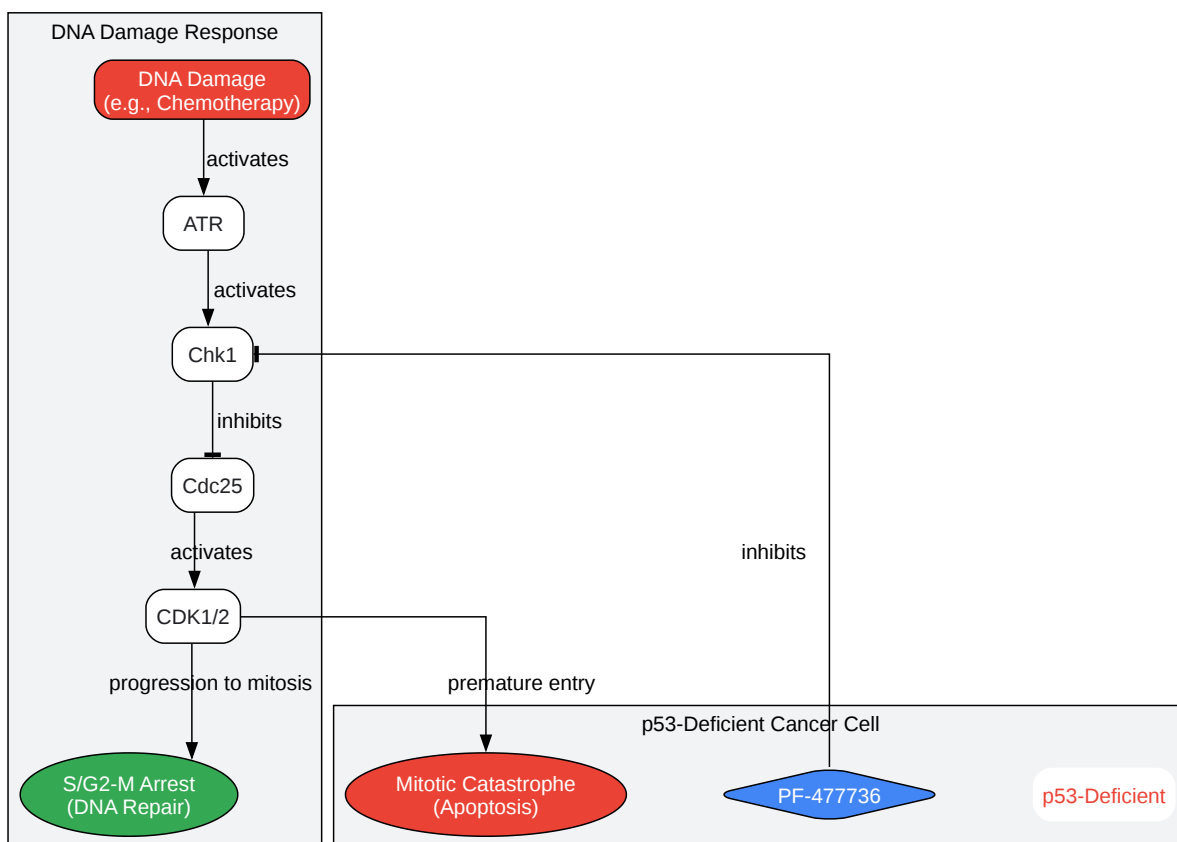 DNA Damage Response
DNA Damage
(e.g., Chemotherapy)
activates
ATR
activates
Chk1
inhibits
Cdc25
activates
inhibits
CDK1/2
progression to mitosis
premature entry
p53-Deficient Cancer Cell
S/G2-M Arrest
(DNA Repair)
Mitotic Catastrophe
(Apoptosis)
PF-477736
p53-Deficient